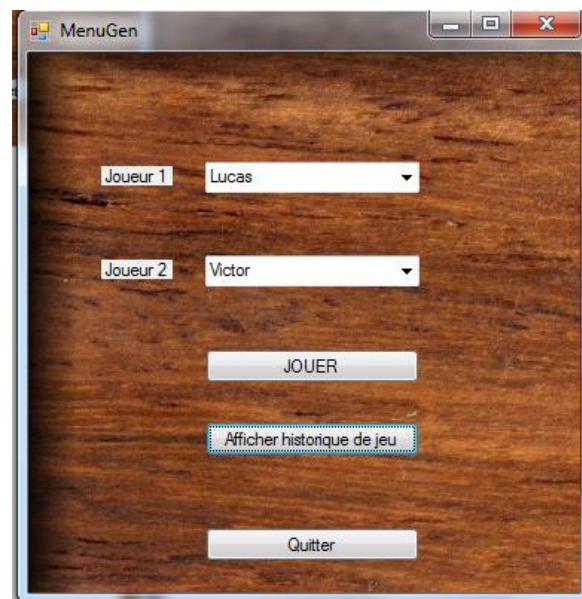 MenuGen
Joueur 1 Lucas
Joueur 2 Victor
JOUER
Afficher historique de jeu
Quitter